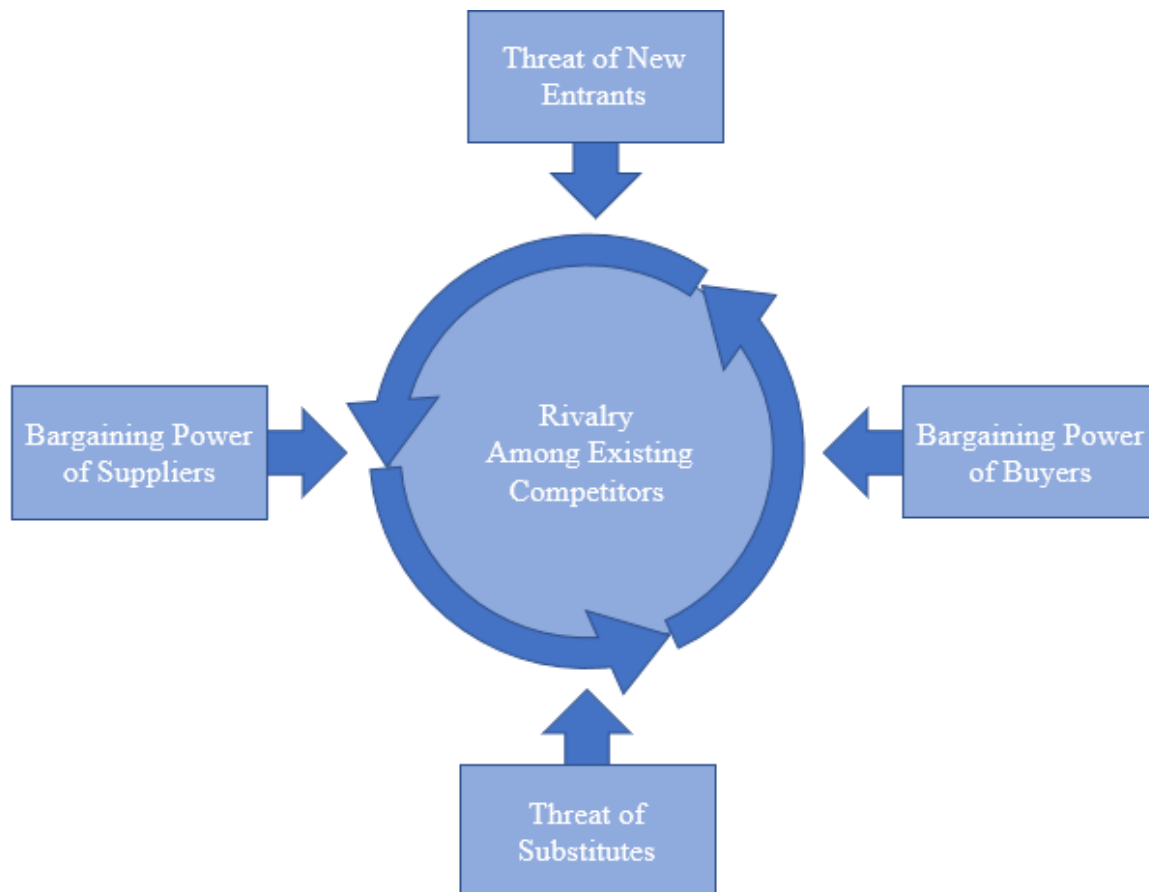 Threat of New
Entrants
Bargaining Power
of Suppliers
Rivalry
Among Existing
Competitors
Bargaining Power
of Buyers
Threat of
Substitutes